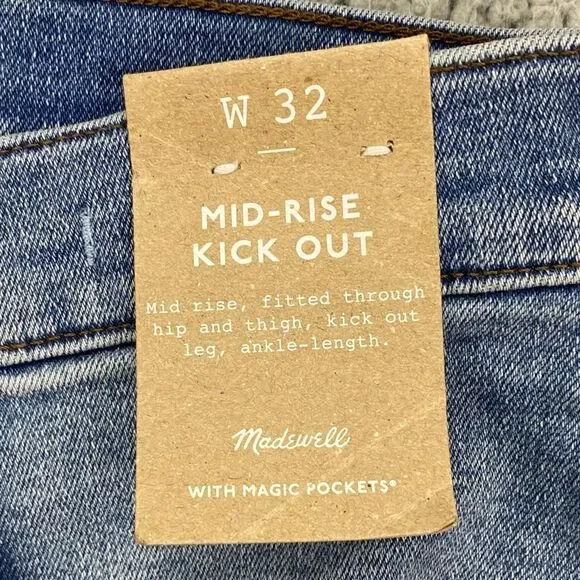 W 32
MID-RISE
KICK OUT
Mid rise, fitted through
hip and thigh, kick out
leg, ankle-length.
Madewell
WITH MAGIC POCKETS®